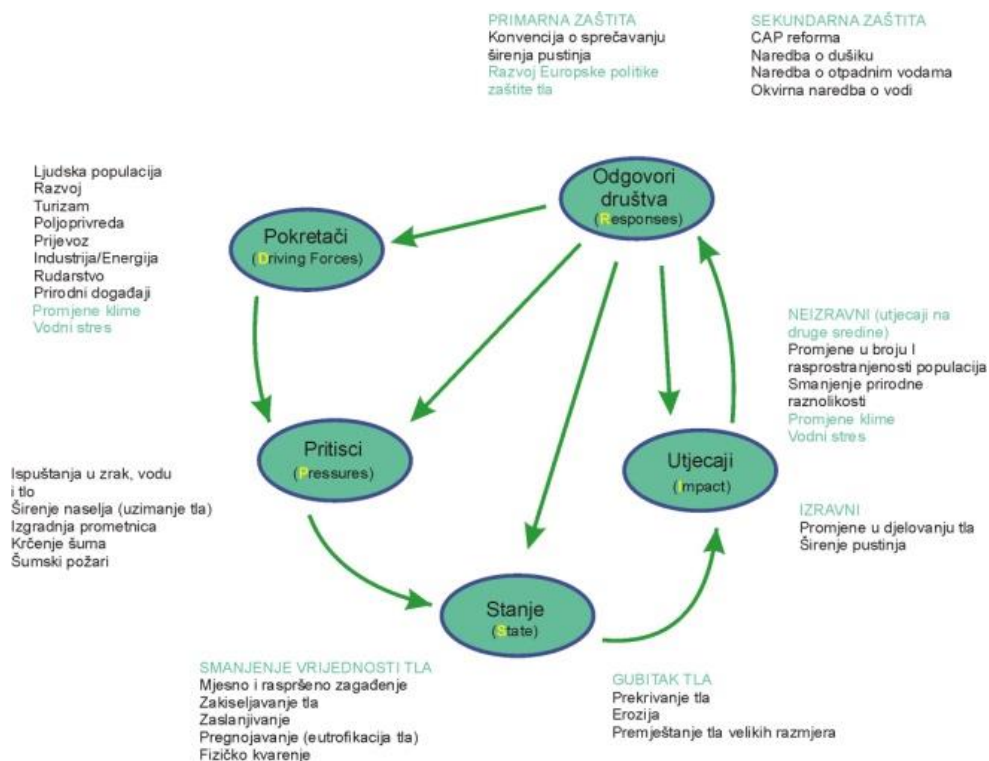 PRIMARNA ZAŠTITA
Konvencija o sprečavanju
širenja pustinja
Razvoj Europske politike
zaštite tla
SEKUNDARNA ZAŠTITA
CAP reforma
Naredba o dušiku
Naredba o otpadnim vodama
Okvirna naredba o vodi
Ljudska populacija
Razvoj
Turizam
Poljoprivreda
Prijevoz
Industrija/Energija
Rudarstvo
Prirodni događaji
Promjene klime
Vodni stres
Pokretači
(Driving Forces)
Odgovori
društva
(Responses)
NEIZRAVNI (utjecaji na
druge sredine)
Promjene u broju I
rasprostranjenosti populacija
Smanjenje prirodne
raznolikosti
Promjene klime
Vodni stres
Pritisci
(Pressures)
Utjecaji
(Impact)
Ispuštanja u zrak, vodu
i tlo
Širenje naselja (uzimanje tla)
Izgradnja prometnica
Krčenje šuma
Šumski požari
IZRAVNI
Promjene u djelovanju tla
Širenje pustinja
Stanje
(State)
SMANJENJE VRIJEDNOSTI TLA
Mjesno i raspršeno zagađenje
Zakiseljavanje tla
Zaslanjivanje
Pregnojavanje (eutrofikacija tla)
Fizičko kvarenje
GUBITAK TLA
Prekrivanje tla
Erozija
Premještanje tla velikih razmjera